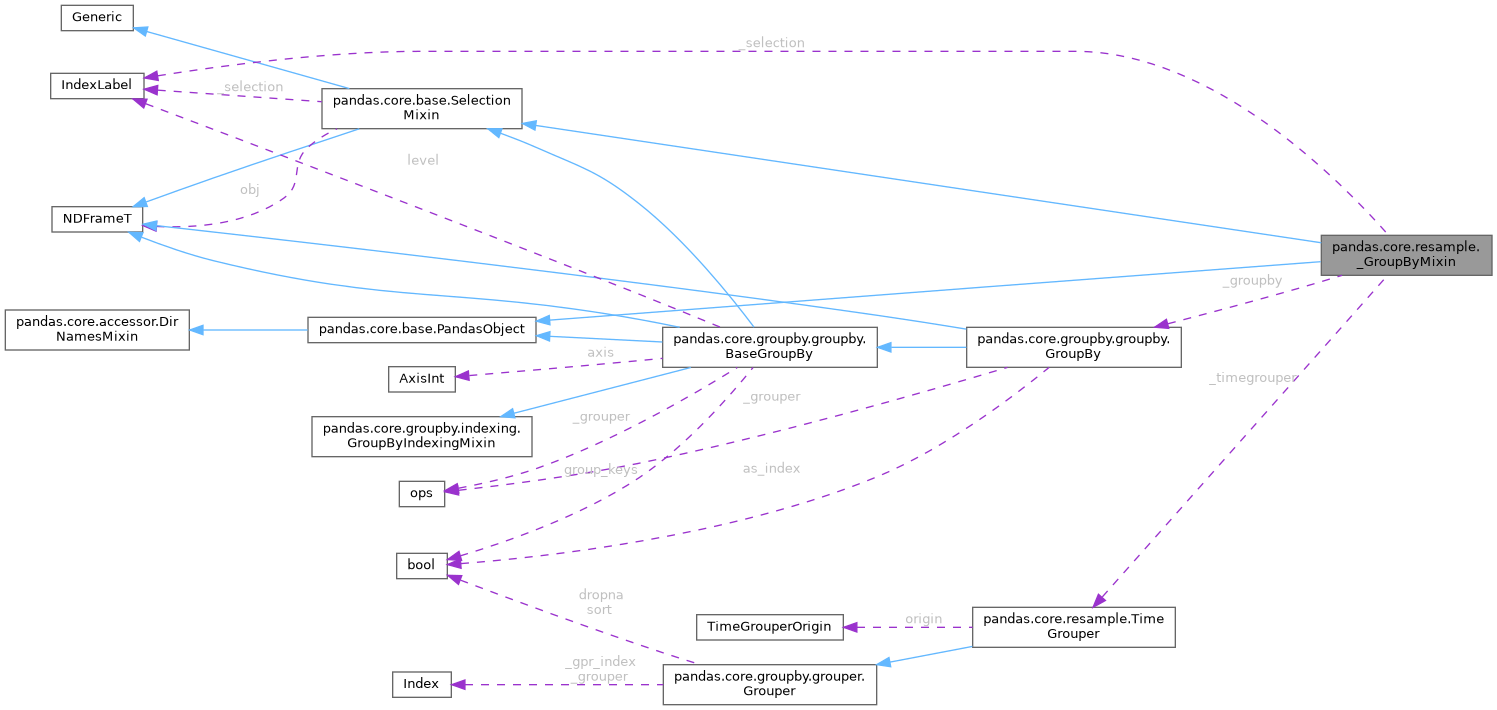 Generic
_selection
IndexLabel
_selection
pandas.core.base.Selection
Mixin
level
obj
NDFrameT
pandas.core.resample.
_GroupByMixin
_groupby
pandas.core.accessor.Dir
NamesMixin
pandas.core.base.PandasObject
pandas.core.groupby.groupby.
BaseGroupBy
pandas.core.groupby.groupby.
GroupBy
axis
AxisInt
_timegrouper
_grouper
_grouper
pandas.core.groupby.indexing.
GroupByIndexingMixin
group_keys
as_index
ops
bool
dropna
sort
TimeGrouperOrigin
origin
pandas.core.resample.Time
Grouper
_gpr_index
_grouper
Index
pandas.core.groupby.grouper.
Grouper